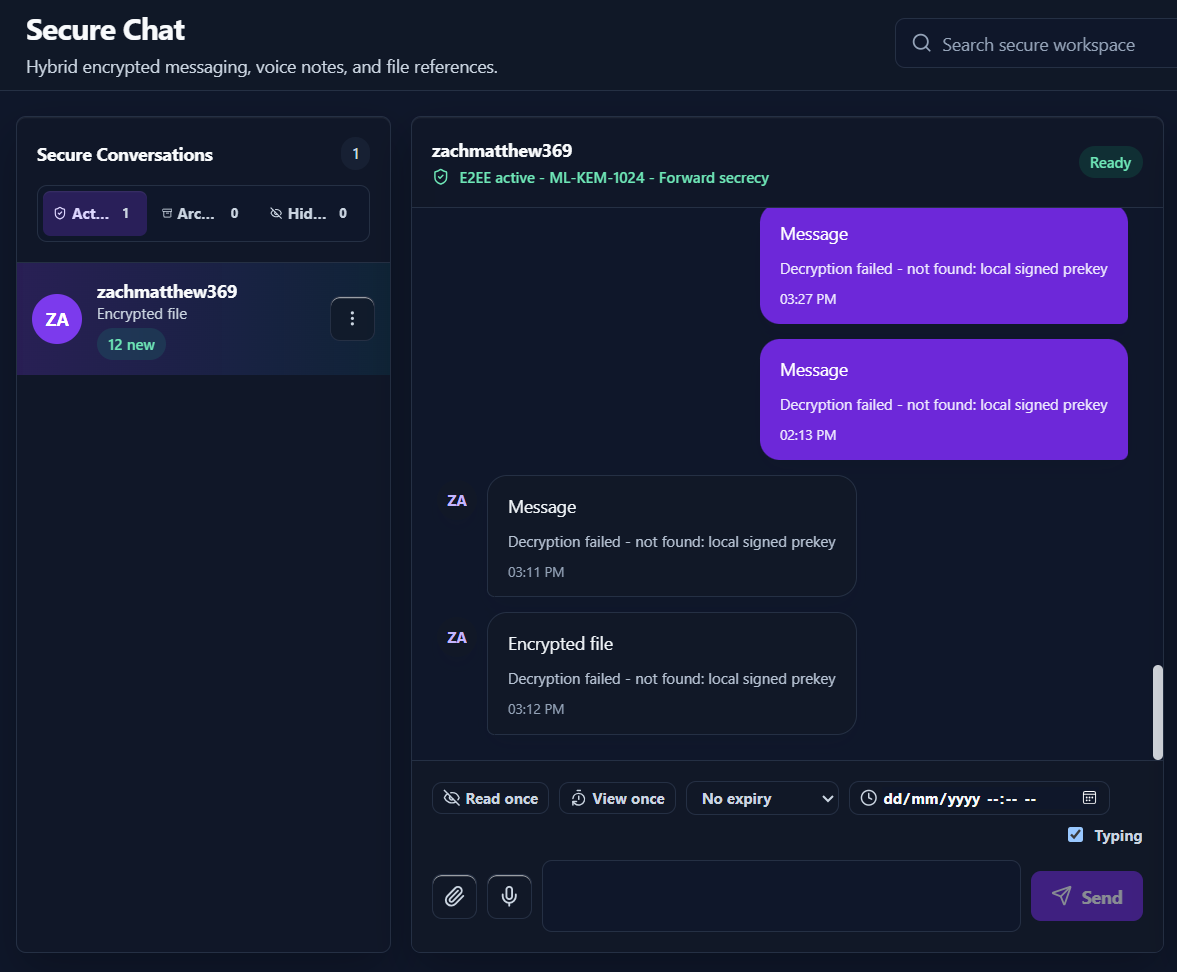 Secure Chat
Hybrid encrypted messaging, voice notes, and file references.
Search secure workspace
Secure Conversations
1
Act... 1
Arc... 0
Hid... 0
ZA
zachmatthew369
Encrypted file
12 new
zachmatthew369
E2EE active - ML-KEM-1024 - Forward secrecy
Ready
Message
Decryption failed - not found: local signed prekey
03:27 PM
Message
Decryption failed - not found: local signed prekey
02:13 PM
ZA
Message
Decryption failed - not found: local signed prekey
03:11 PM
ZA
Encrypted file
Decryption failed - not found: local signed prekey
03:12 PM
Read once
View once
No expiry
dd/mm/yyyy --:-- --
Typing
Send